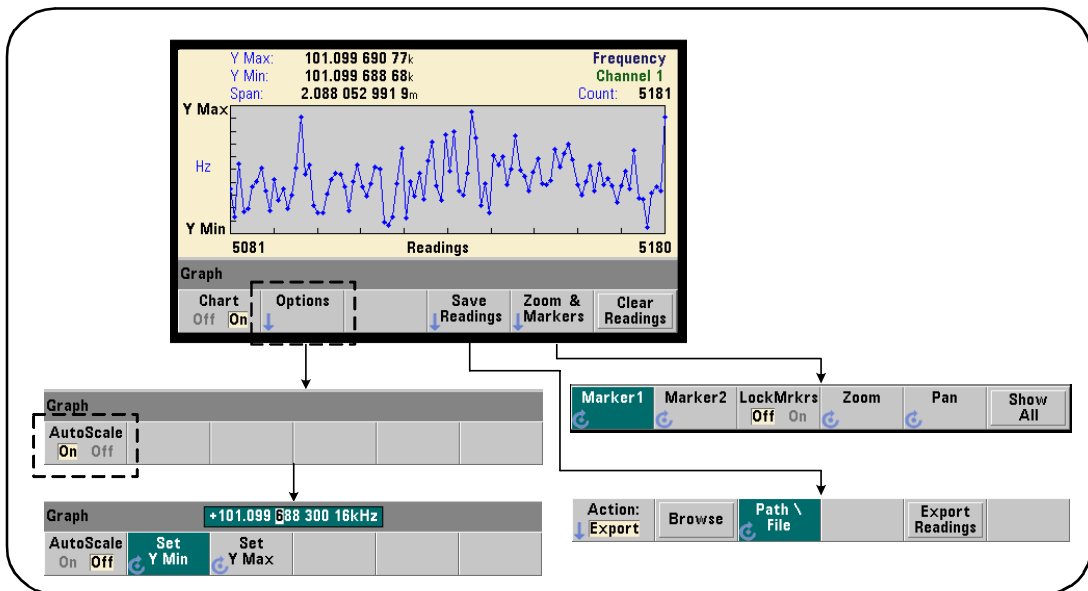 Y Max: 101.099 690 77k Frequency
Y Min: 101.099 688 68k Channel 1
Span: 2.088 052 991 9m Count: 5181
Y Max
Hz
Y Min
5081 Readings 5180
Graph
Chart Options Save Zoom & Clear
Off On Readings Markers Readings
Graph
AutoScale
On Off
Marker1 Marker2 LockMrkrs Zoom Pan Show
Off On All
Graph +101.099 688 300 16kHz
AutoScale Set Set
On Off Y Min Y Max
Action: Browse Path \ Export
Export File Readings